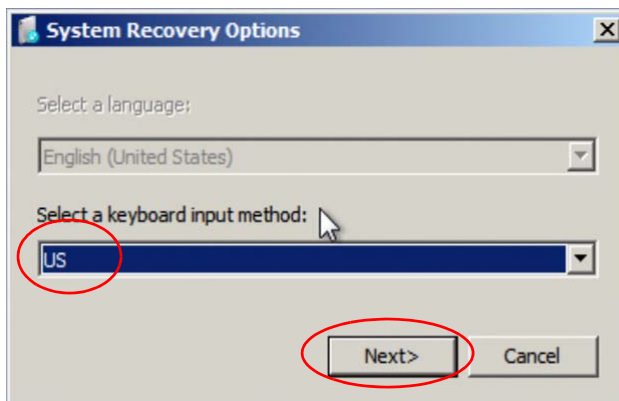 System Recovery Options
Select a language:
English (United States)
Select a keyboard input method:
US
Next> Cancel